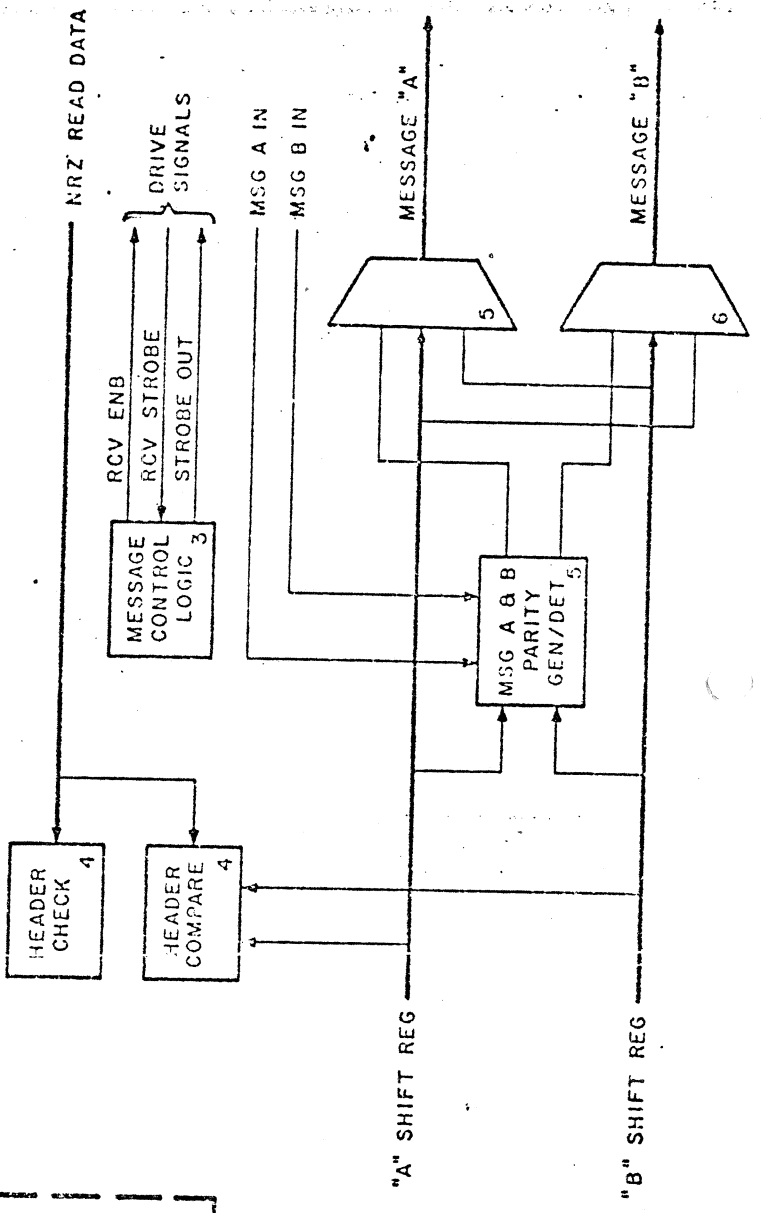 NRZ READ DATA
HEADER
CHECK
4
HEADER
COMPARE
4
MESSAGE
CONTROL
LOGIC
3
RCV ENB
RCV STROBE
STROBE OUT
DRIVE
SIGNALS
MSG A IN
MSG B IN
"A" SHIFT REG
"B" SHIFT REG
MSG A & B
PARITY
GEN/DET
5
5
MESSAGE "A"
6
MESSAGE "B"